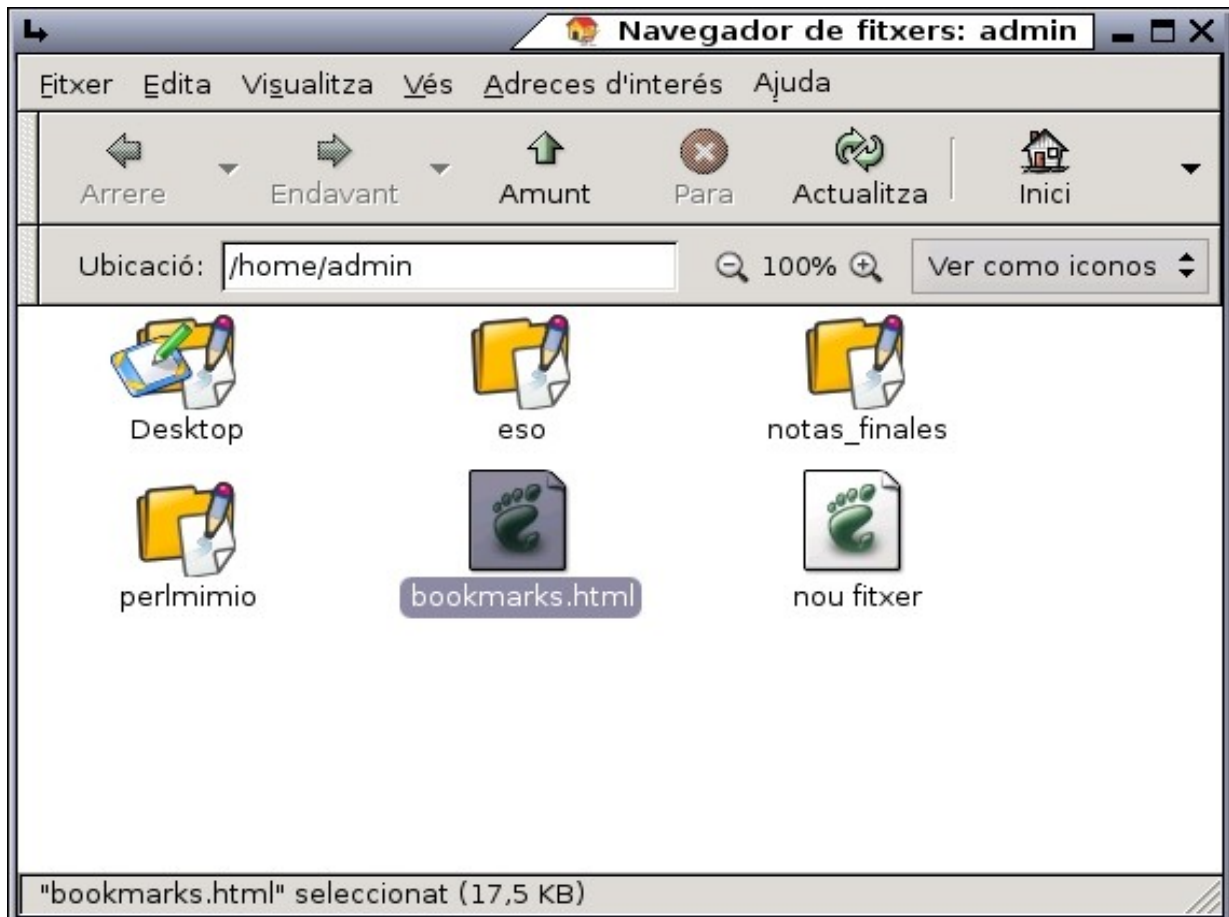 Navegador de fitxers: admin
Fitxer Edita Visualitza Vés Adreces d'interés Ajuda
Arrere Endavant Amunt Para Actualitza Inici
Ubicació: /home/admin 100% Ver como iconos
Desktop eso notas_finales
perlmimio bookmarks.html nou fitxer
"bookmarks.html" seleccionat (17,5 KB)